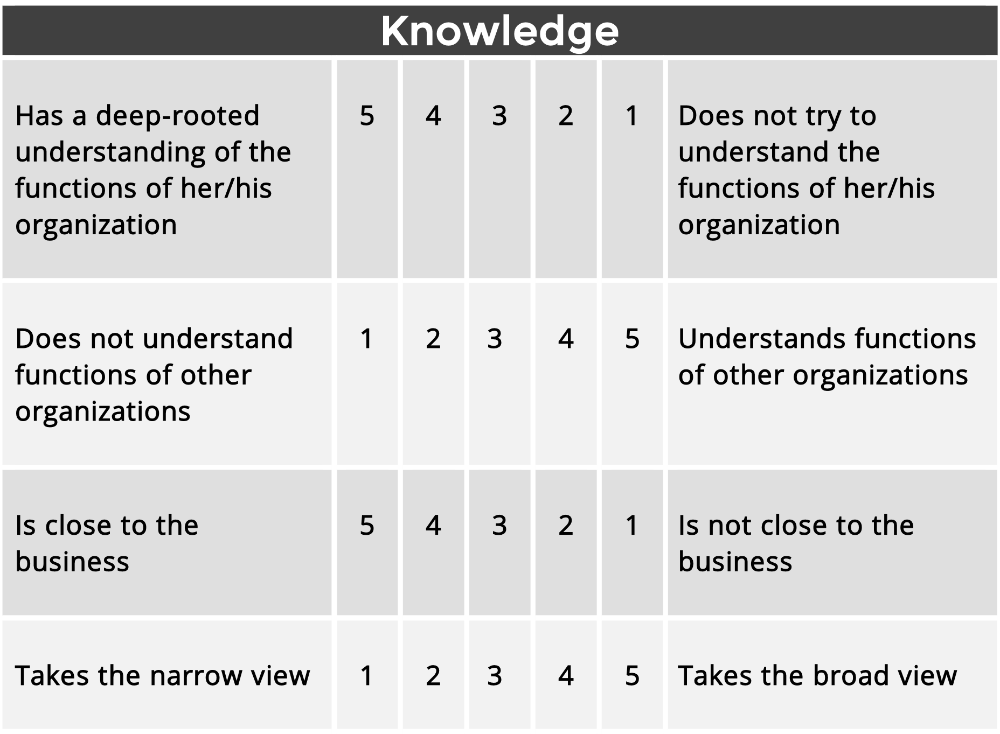 Knowledge
Has a deep-rooted 5 4 3 2 1 Does not try to
understanding of the understand the
functions of her/his functions of her/his
organization organization
Does not understand 1 2 3 4 5 Understands functions
functions of other of other organizations
organizations
Is close to the 5 4 3 2 1 Is not close to the
business business
Takes the narrow view 1 2 3 4 5 Takes the broad view